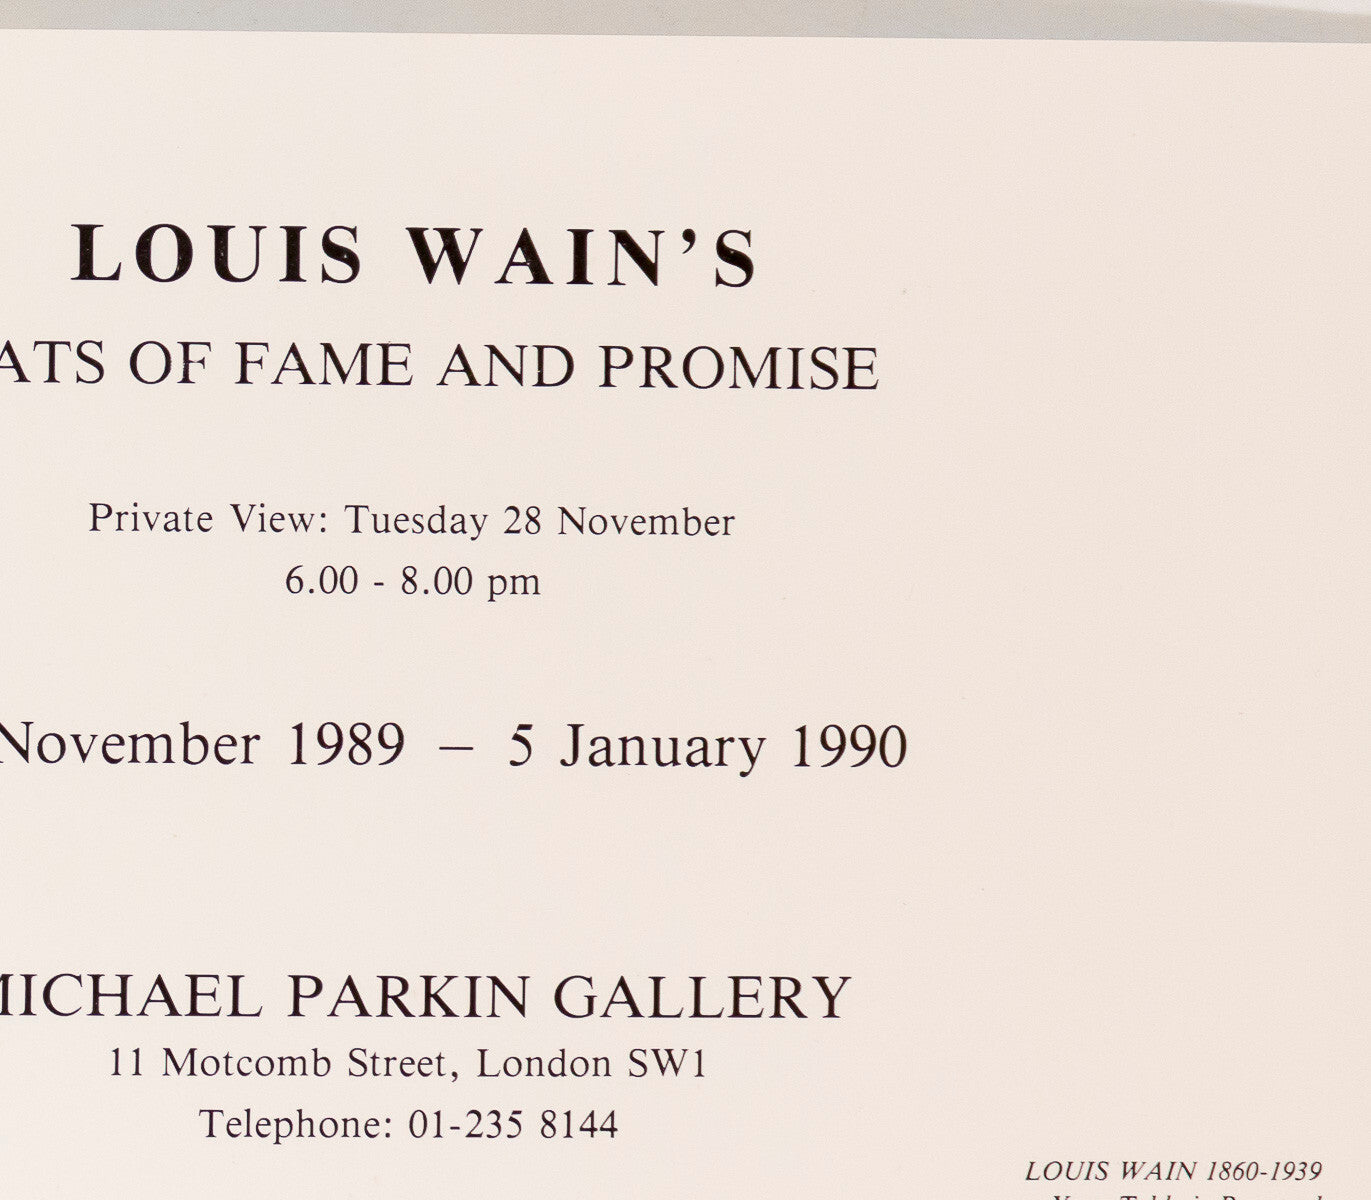 LOUIS WAIN'S
ATS OF FAME AND PROMISE
Private View: Tuesday 28 November
6.00 - 8.00 pm
November 1989 – 5 January 1990
MICHAEL PARKIN GALLERY
11 Motcomb Street, London SW1
Telephone: 01-235 8144
LOUIS WAIN 1860-1939